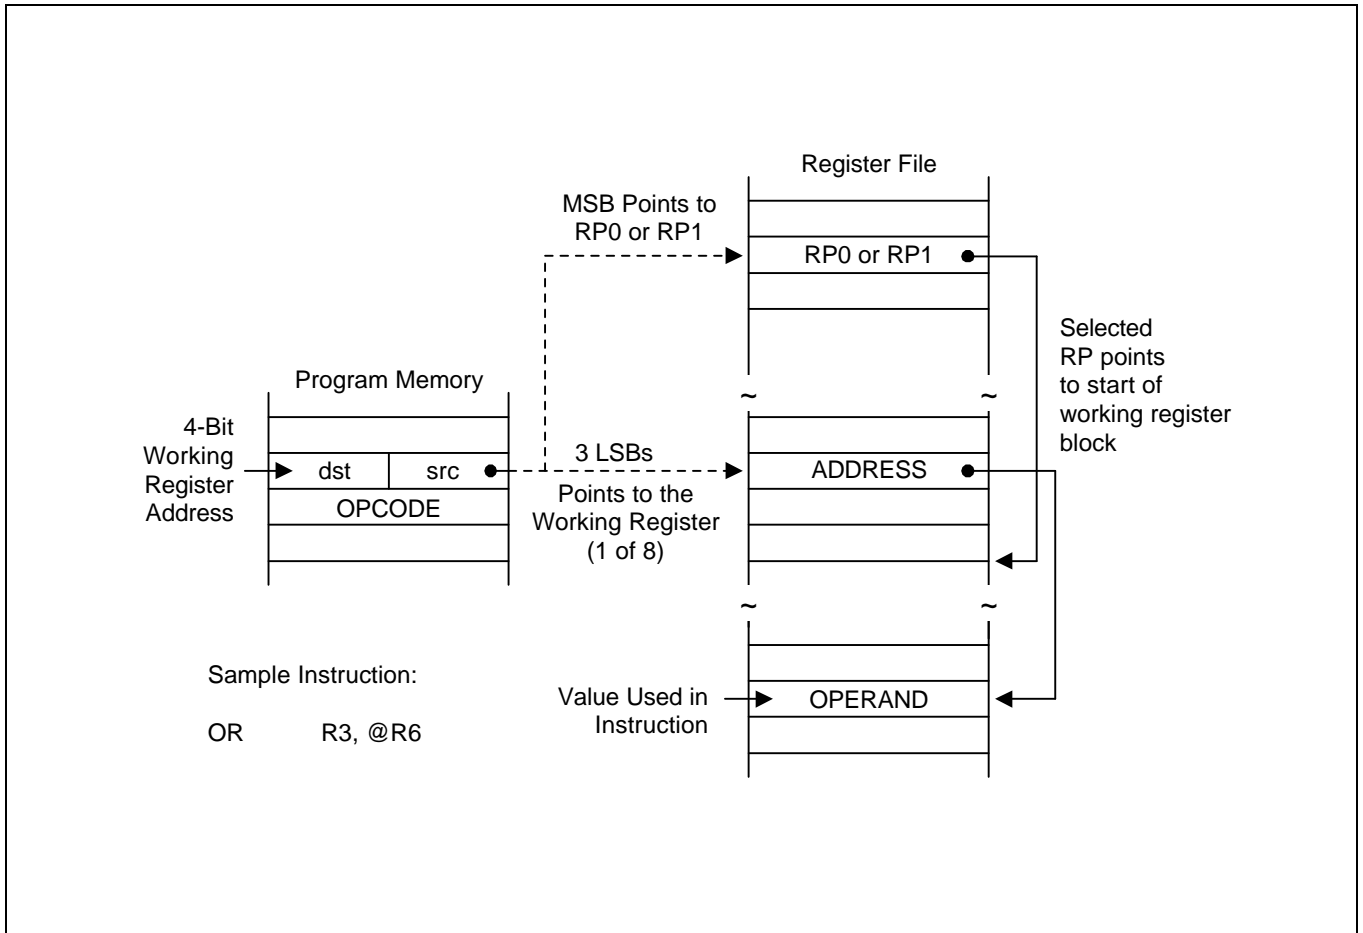 Register File
MSB Points to
RP0 or RP1
RP0 or RP1
Selected
RP points
to start of
working register
block
Program Memory
~ ~
4-Bit
Working
Register
Address
dst src
OPCODE
3 LSBs
Points to the
Working Register
(1 of 8)
ADDRESS
~ ~
Sample Instruction:
OR R3, @R6
Value Used in
Instruction
OPERAND